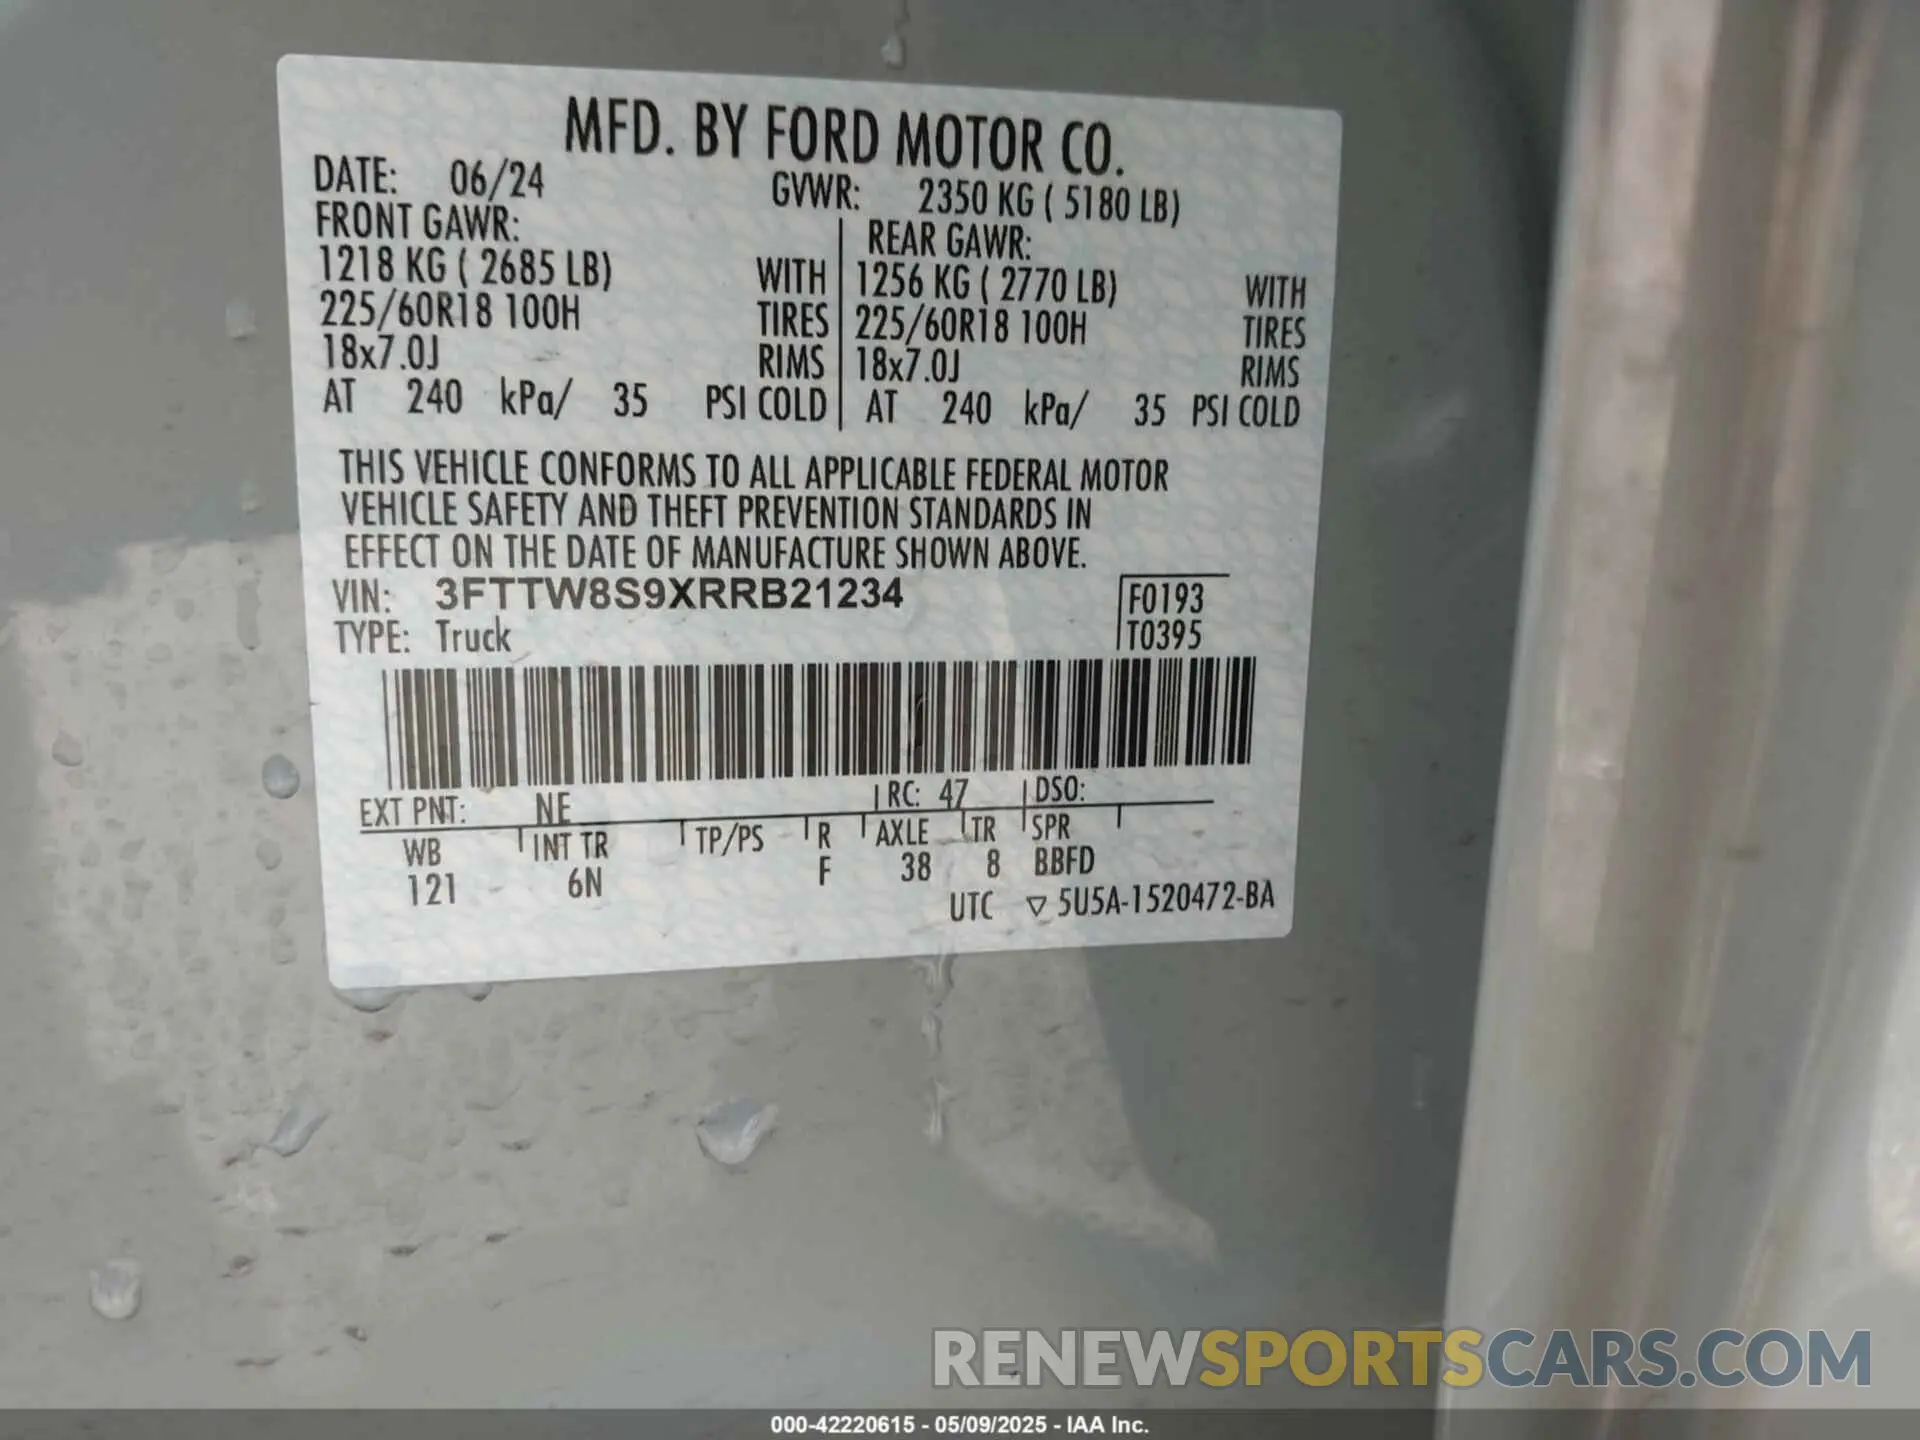 MFD. BY FORD MOTOR CO.
DATE: 06/24 GVWR: 2350 KG ( 5180 LB)
FRONT GAWR: REAR GAWR:
1218 KG ( 2685 LB) WITH 1256 KG ( 2770 LB) WITH
225/60R18 100H TIRES 225/60R18 100H TIRES
18x7.0J RIMS 18x7.0J RIMS
AT 240 kPa/ 35 PSI COLD AT 240 kPa/ 35 PSI COLD
THIS VEHICLE CONFORMS TO ALL APPLICABLE FEDERAL MOTOR
VEHICLE SAFETY AND THEFT PREVENTION STANDARDS IN
EFFECT ON THE DATE OF MANUFACTURE SHOWN ABOVE.
VIN: 3FTTW8S9XRRB21234 F0193
TYPE: Truck T0395
EXT PNT: NE RC: 47 DSO:
WB INT TR TP/PS R AXLE TR SPR
121 6N F 38 8 BBFD
UTC ▽ 5U5A-1520472-BA
RENEWSPORTSCARS.COM
000-42220615 - 05/09/2025 - IAA Inc.